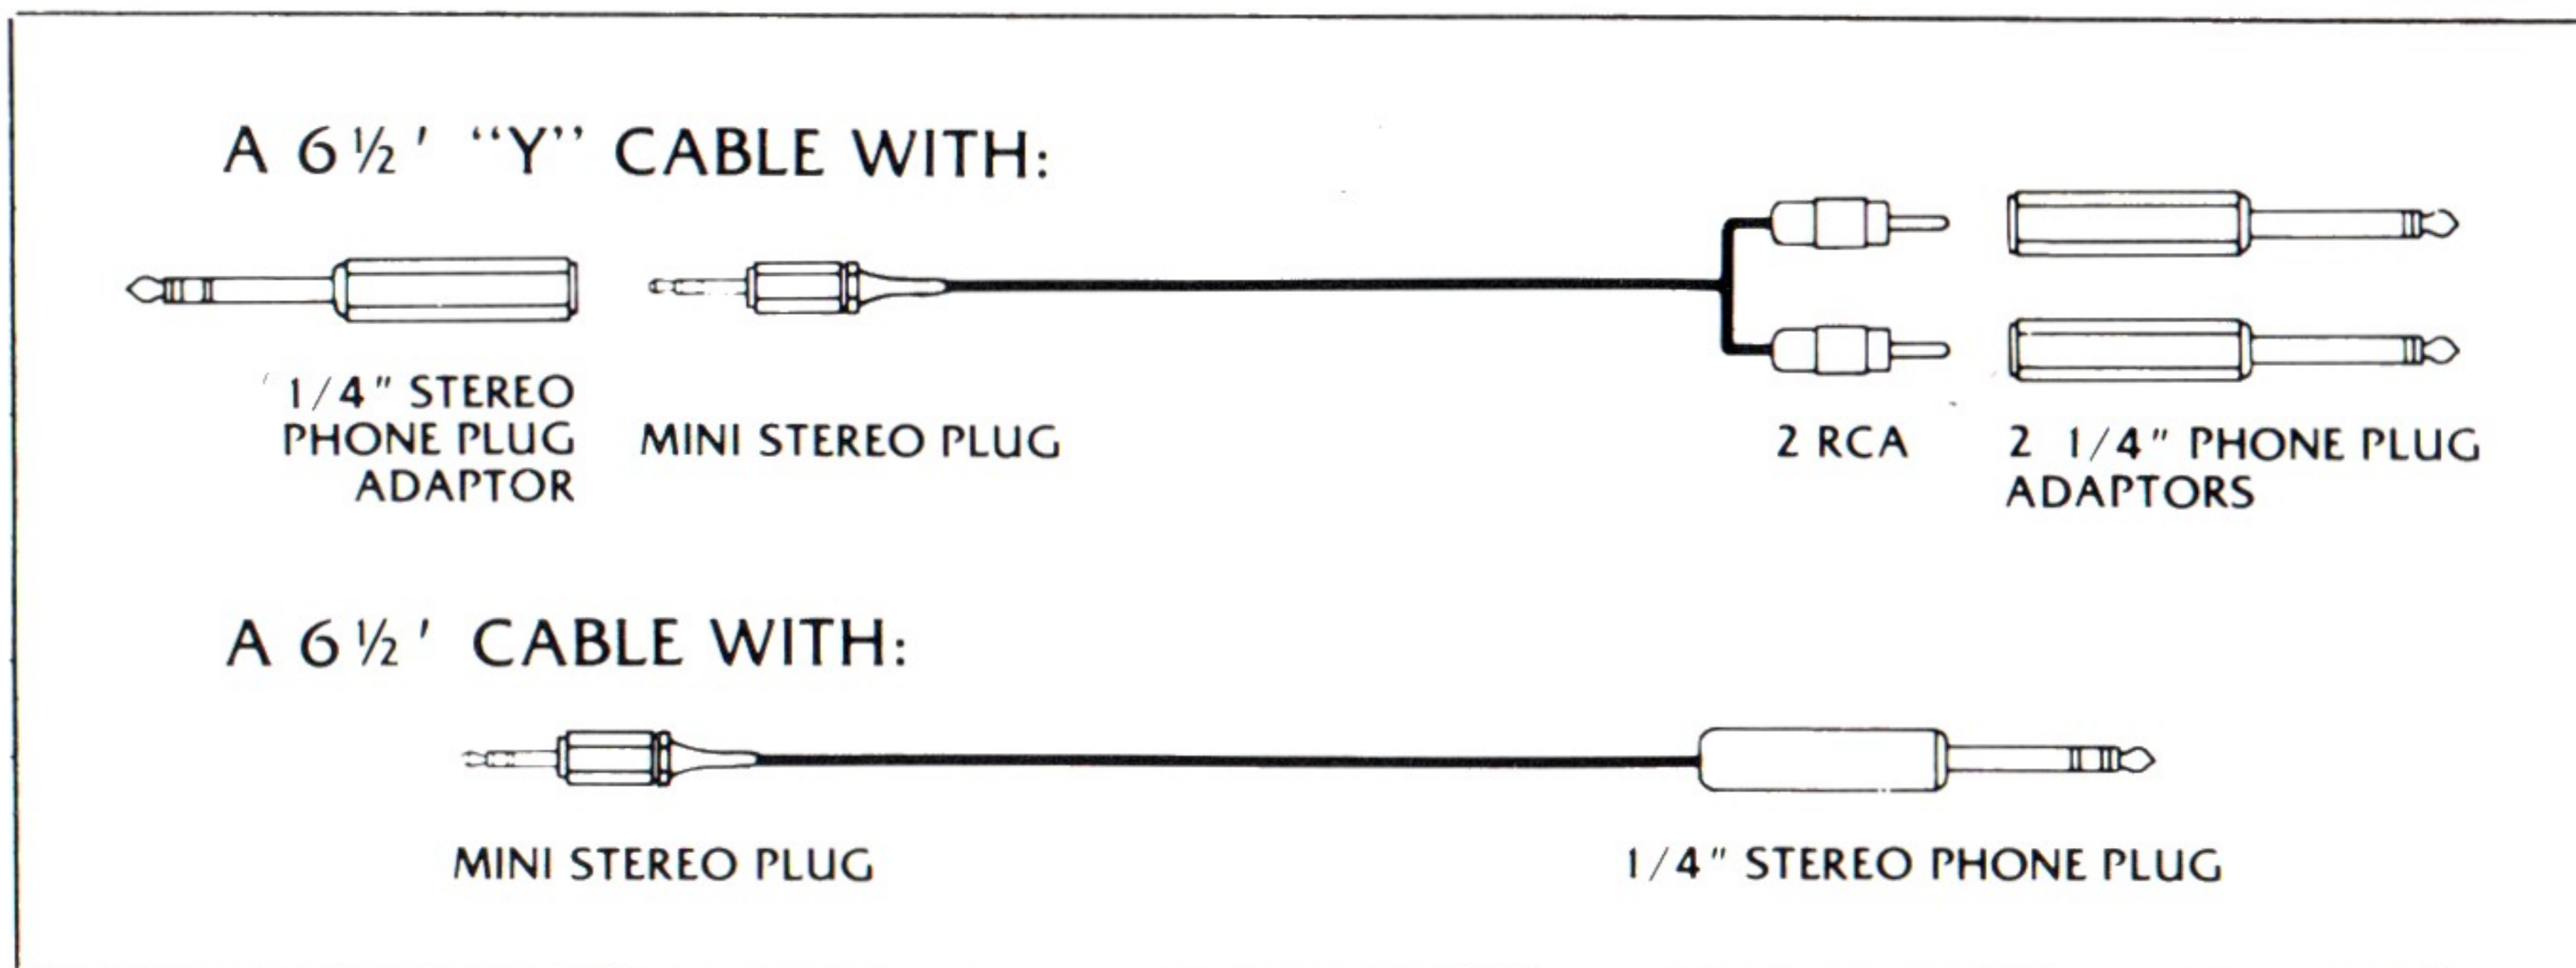 A 6½' “Y” CABLE WITH:
1/4" STEREO
PHONE PLUG
ADAPTOR
MINI STEREO PLUG
2 RCA
2 1/4" PHONE PLUG
ADAPTORS
A 6½' CABLE WITH:
MINI STEREO PLUG
1/4" STEREO PHONE PLUG